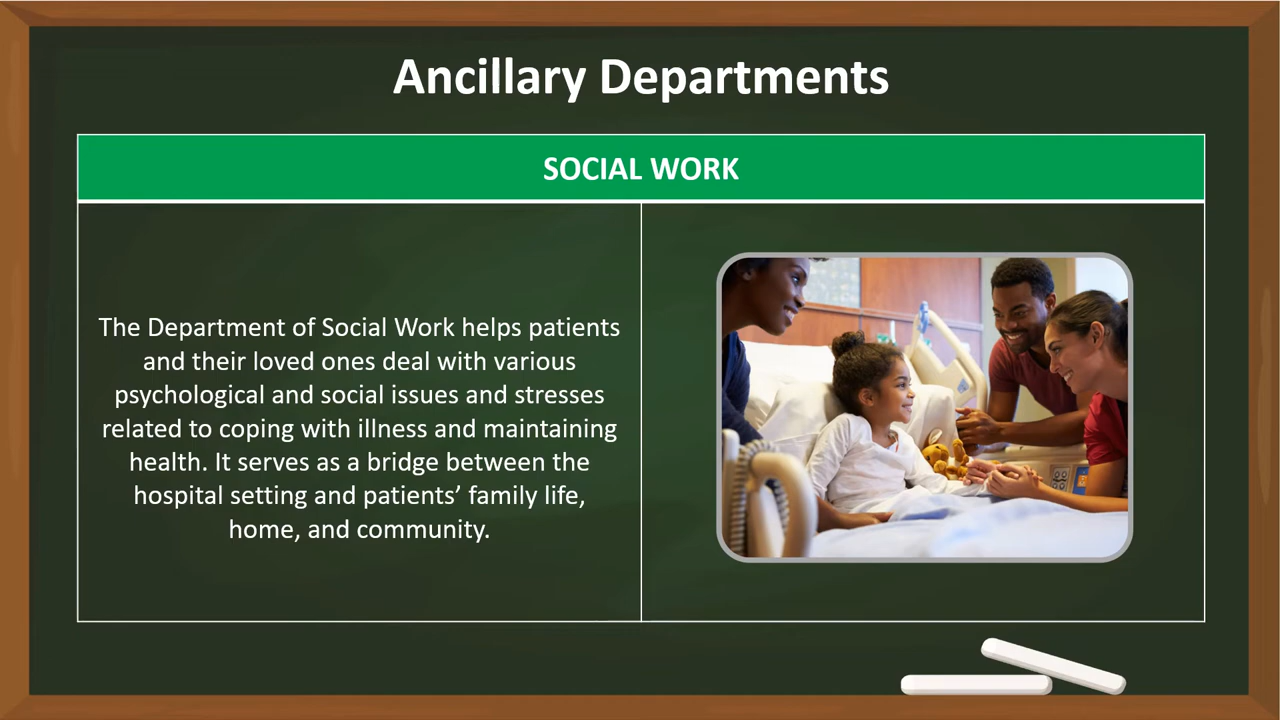 Ancillary Departments
SOCIAL WORK
The Department of Social Work helps patients
and their loved ones deal with various
psychological and social issues and stresses
related to coping with illness and maintaining
health. It serves as a bridge between the
hospital setting and patients’ family life,
home, and community.